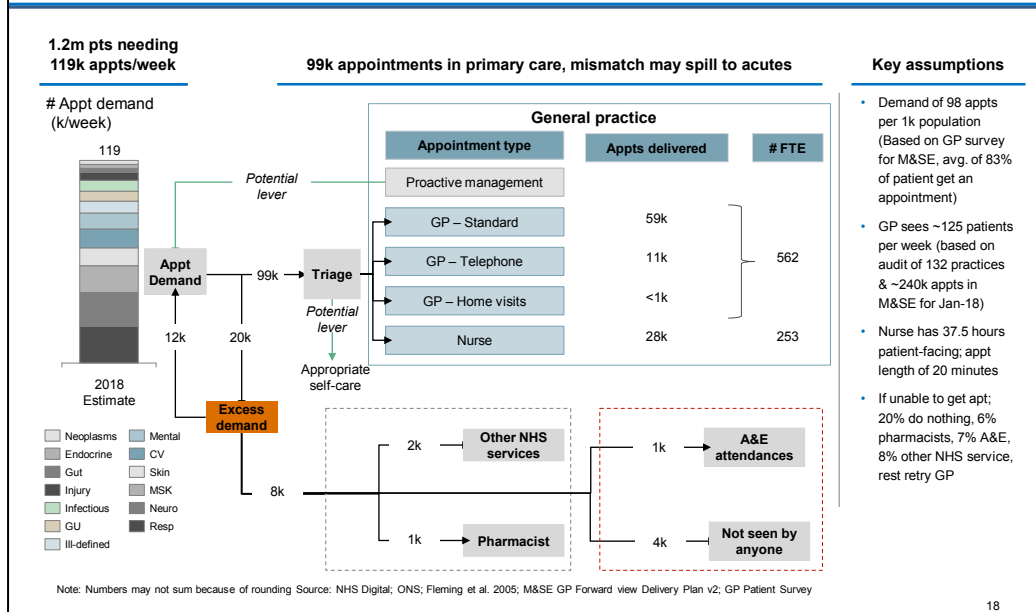 1.2m pts needing
119k appts/week
99k appointments in primary care, mismatch may spill to acutes
Key assumptions
# Appt demand
(k/week)
119
2018
Estimate
Neoplasms
Mental
Endocrine
CV
Gut
Skin
Injury
MSK
Infectious
Neuro
GU
Resp
Ill-defined
Appt
Demand
12k
20k
Excess
demand
99k
Potential
lever
Triage
Potential
lever
Appropriate
self-care
General practice
Appointment type
Appts delivered
# FTE
Proactive management
GP – Standard
59k
GP – Telephone
11k
562
GP – Home visits
<1k
Nurse
28k
253
8k
2k
Other NHS
services
1k
Pharmacist
1k
A&E
attendances
4k
Not seen by
anyone
• Demand of 98 appts
per 1k population
(Based on GP survey
for M&SE, avg. of 83%
of patient get an
appointment)
• GP sees ~125 patients
per week (based on
audit of 132 practices
& ~240k appts in
M&SE for Jan-18)
• Nurse has 37.5 hours
patient-facing; appt
length of 20 minutes
• If unable to get apt;
20% do nothing, 6%
pharmacists, 7% A&E,
8% other NHS service,
rest retry GP
Note: Numbers may not sum because of rounding Source: NHS Digital; ONS; Fleming et al. 2005; M&SE GP Forward view Delivery Plan v2; GP Patient Survey
18